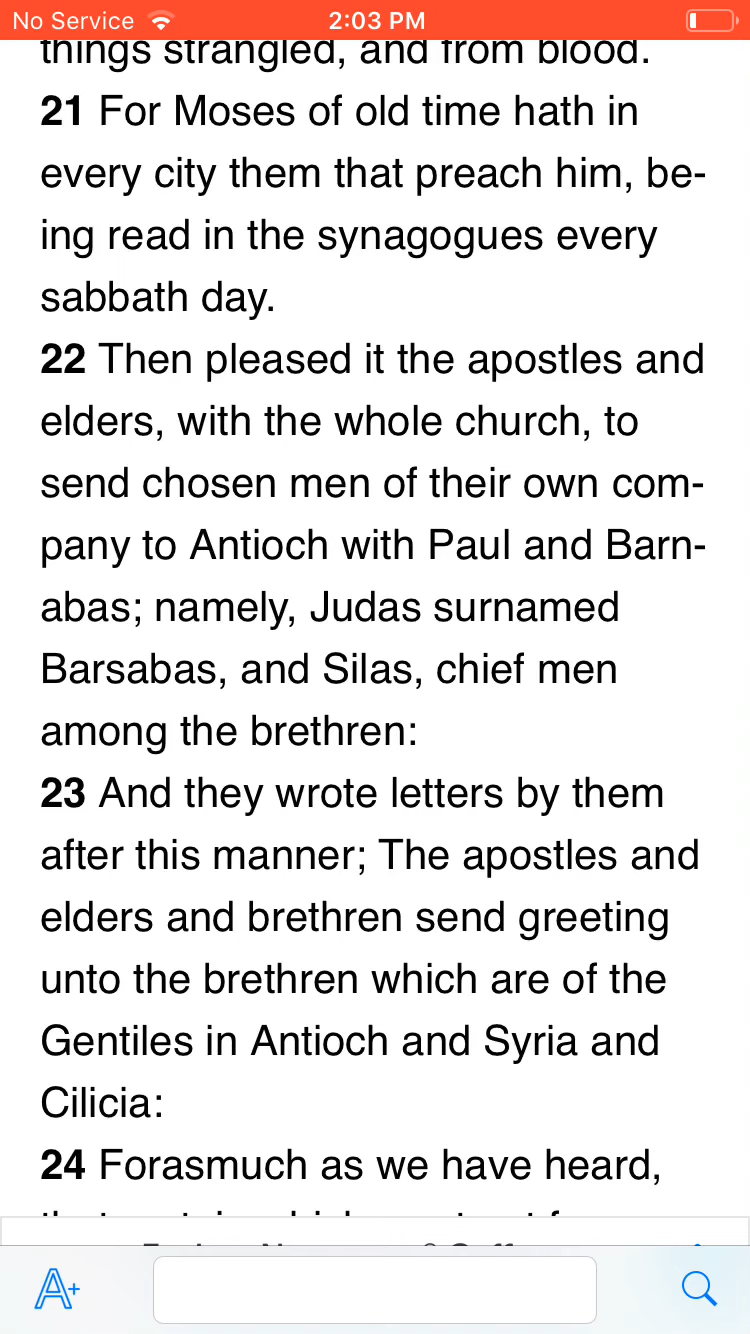 No Service
2:03 PM
things strangled, and from blood.
21 For Moses of old time hath in
every city them that preach him, be-
ing read in the synagogues every
sabbath day.
22 Then pleased it the apostles and
elders, with the whole church, to
send chosen men of their own com-
pany to Antioch with Paul and Barn-
abas; namely, Judas surnamed
Barsabas, and Silas, chief men
among the brethren:
23 And they wrote letters by them
after this manner; The apostles and
elders and brethren send greeting
unto the brethren which are of the
Gentiles in Antioch and Syria and
Cilicia:
24 Forasmuch as we have heard,
A+